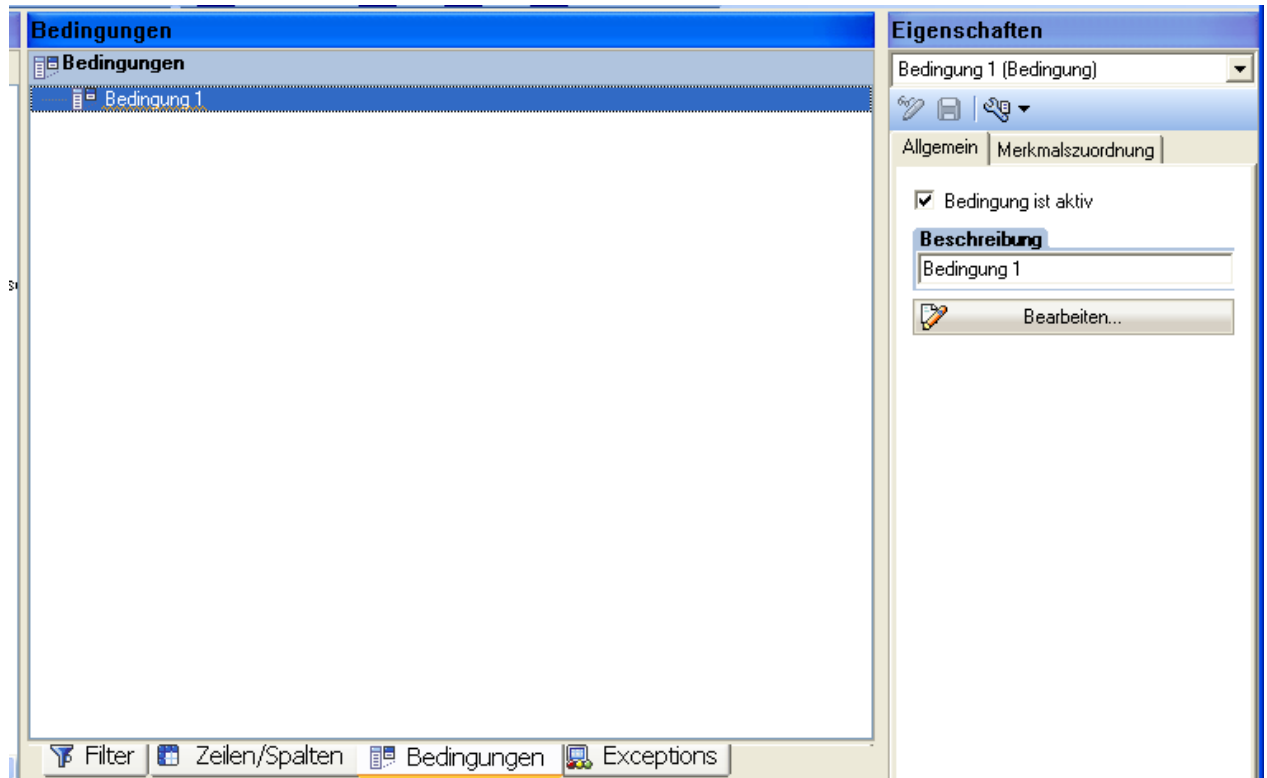 Bedingungen
Bedingungen
Bedingung 1
Filter
Zeilen/Spalten
Bedingungen
Exceptions
Eigenschaften
Bedingung 1 (Bedingung)
Allgemein
Merkmalszuordnung
Bedingung ist aktiv
Beschreibung
Bedingung 1
Bearbeiten...